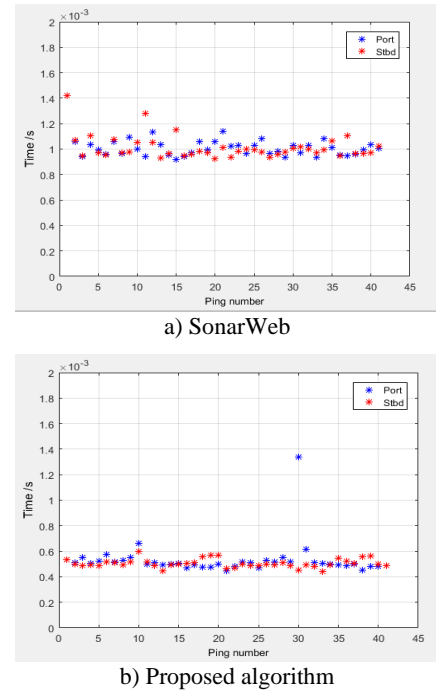 ×10⁻³
2
1.8
1.6
1.4
1.2
1
0.8
0.6
0.4
0.2
0
Time /s
Port
Stbd
0 5 10 15 20 25 30 35 40 45
Ping number
a) SonarWeb
×10⁻³
2
1.8
1.6
1.4
1.2
1
0.8
0.6
0.4
0.2
0
Time /s
Port
Stbd
0 5 10 15 20 25 30 35 40 45
Ping number
b) Proposed algorithm